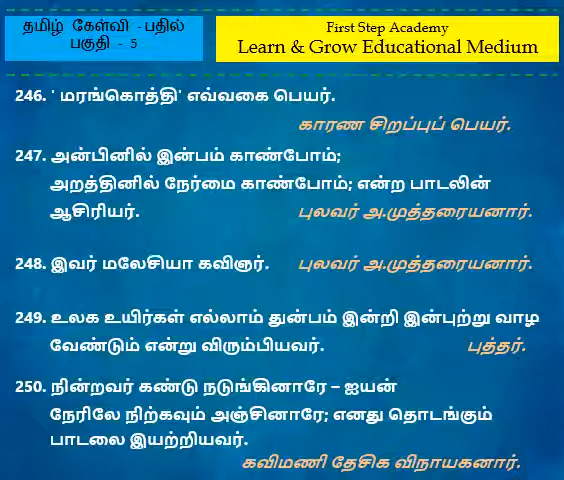 தமிழ் கேள்வி -பதில்
பகுதி - 5
First Step Academy
Learn & Grow Educational Medium
246. ' மரங்கொத்தி' எவ்வகை பெயர்.
காரண சிறப்புப் பெயர்.
247. அன்பினில் இன்பம் காண்போம்;
அறத்தினில் நேர்மை காண்போம்; என்ற பாடலின்
ஆசிரியர். புலவர் அ.முத்தரையனார்.
248. இவர் மலேசியா கவிஞர். புலவர் அ.முத்தரையனார்.
249. உலக உயிர்கள் எல்லாம் துன்பம் இன்றி இன்புற்று வாழ
வேண்டும் என்று விரும்பியவர். புத்தர்.
250. நின்றவர் கண்டு நடுங்கினாரே – ஐயன்
நேரிலே நிற்கவும் அஞ்சினாரே; எனது தொடங்கும்
பாடலை இயற்றியவர்.
கவிமணி தேசிக விநாயகனார்.